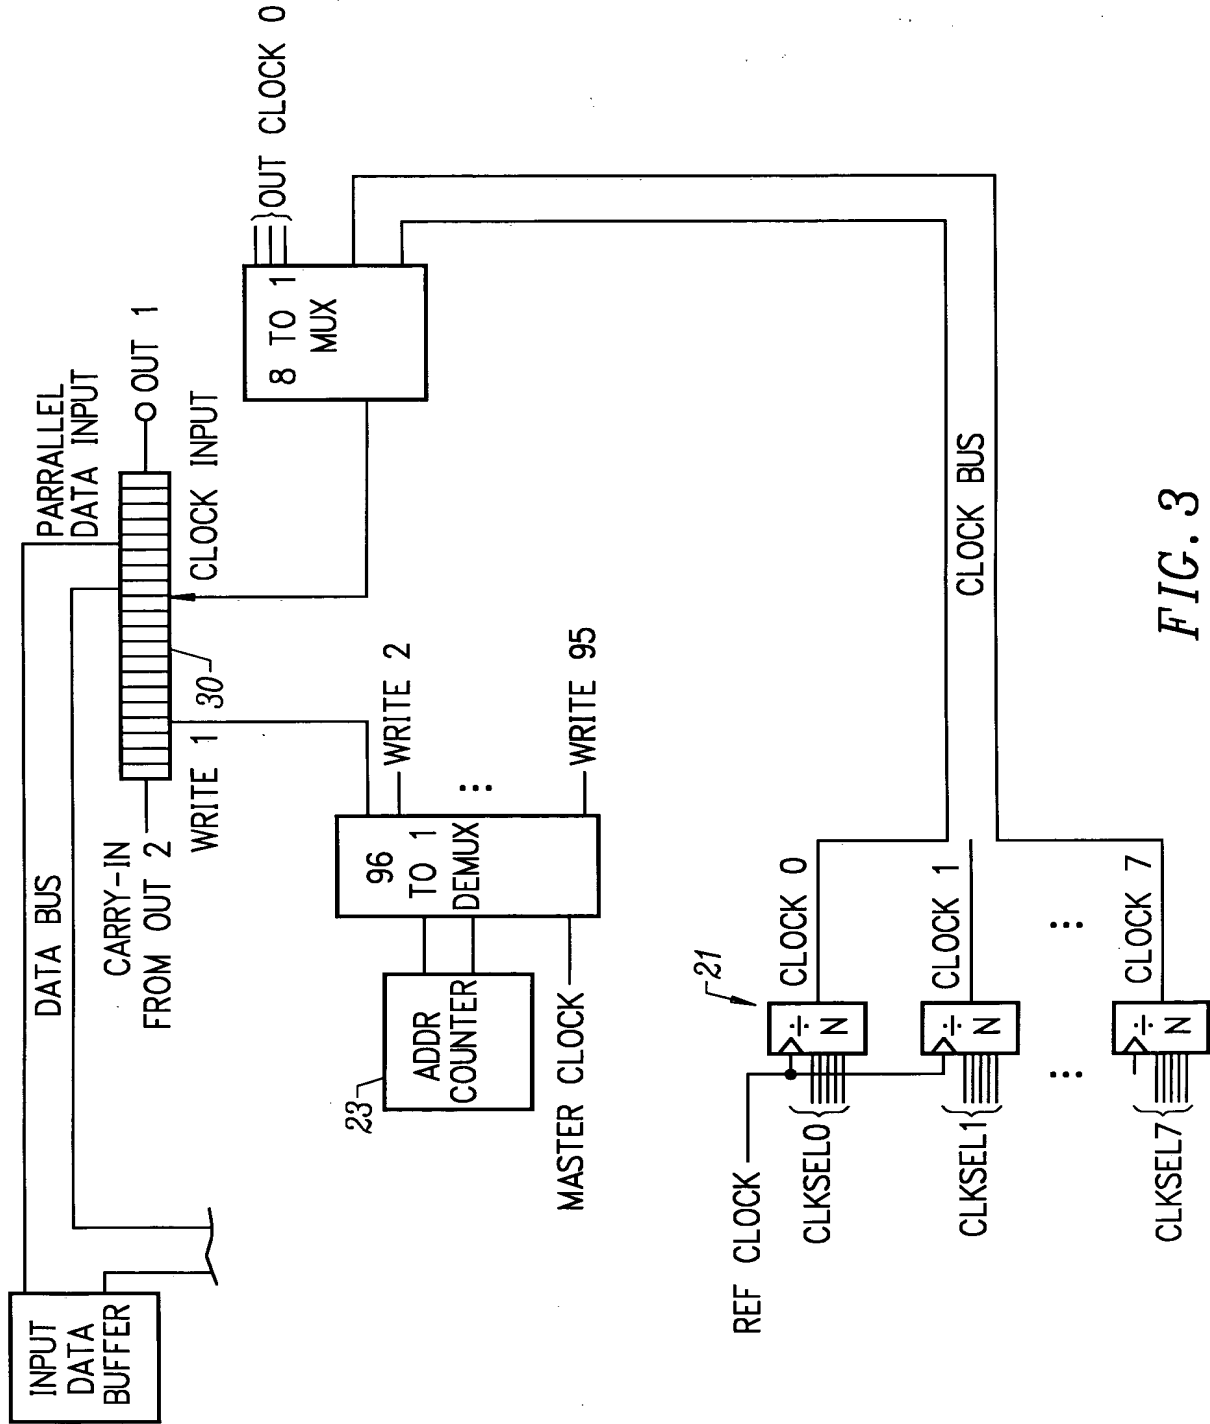 INPUT
DATA
BUFFER
DATA BUS
PARRALLEL
DATA INPUT
CARRY-IN
FROM OUT 2
OUT 1
WRITE 1
30
CLOCK INPUT
8 TO 1
MUX
OUT CLOCK 0
23
ADDR
COUNTER
96
TO 1
DEMUX
WRITE 2
...
WRITE 95
MASTER CLOCK
21
REF CLOCK
CLKSEL0
÷
N
CLOCK 0
CLKSEL1
÷
N
CLOCK 1
...
...
CLKSEL7
÷
N
CLOCK 7
CLOCK BUS
FIG. 3